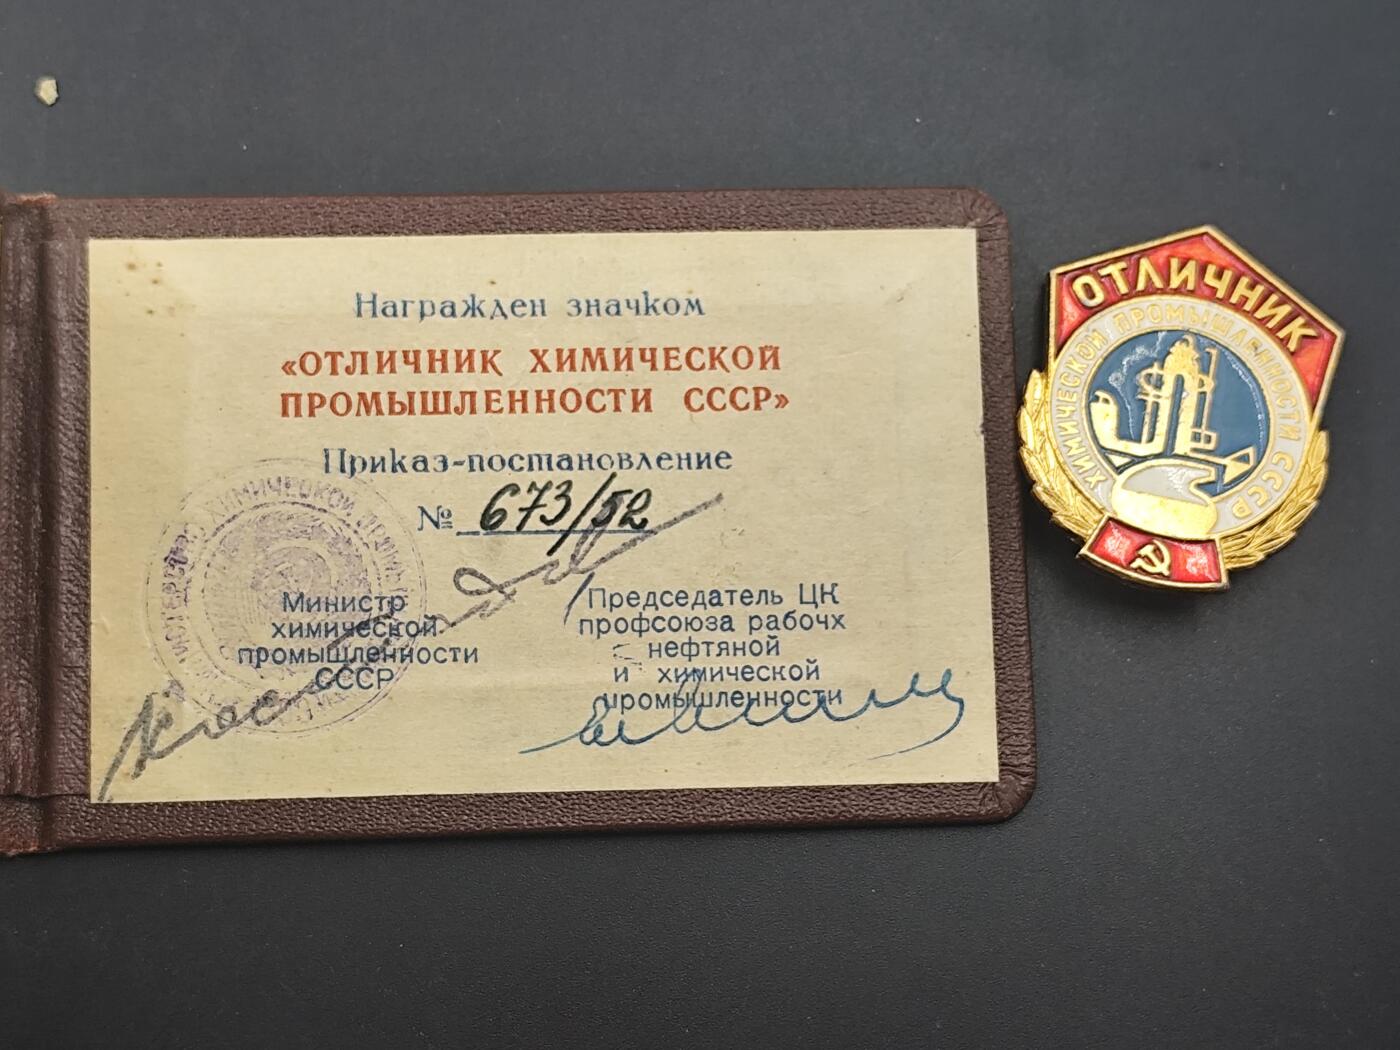 Награжден значком
«ОТЛИЧНИК ХИМИЧЕСКОЙ
ПРОМЫШЛЕННОСТИ СССР»
Приказ-постановление
№ 673/52
Министр
химической
промышленности
СССР
Председатель ЦК
профсоюза рабочх
нефтяной
и химической
промышленности
ОТЛИЧНИК
ХИМИЧЕСКОЙ ПРОМЫШЛЕННОСТИ СССР